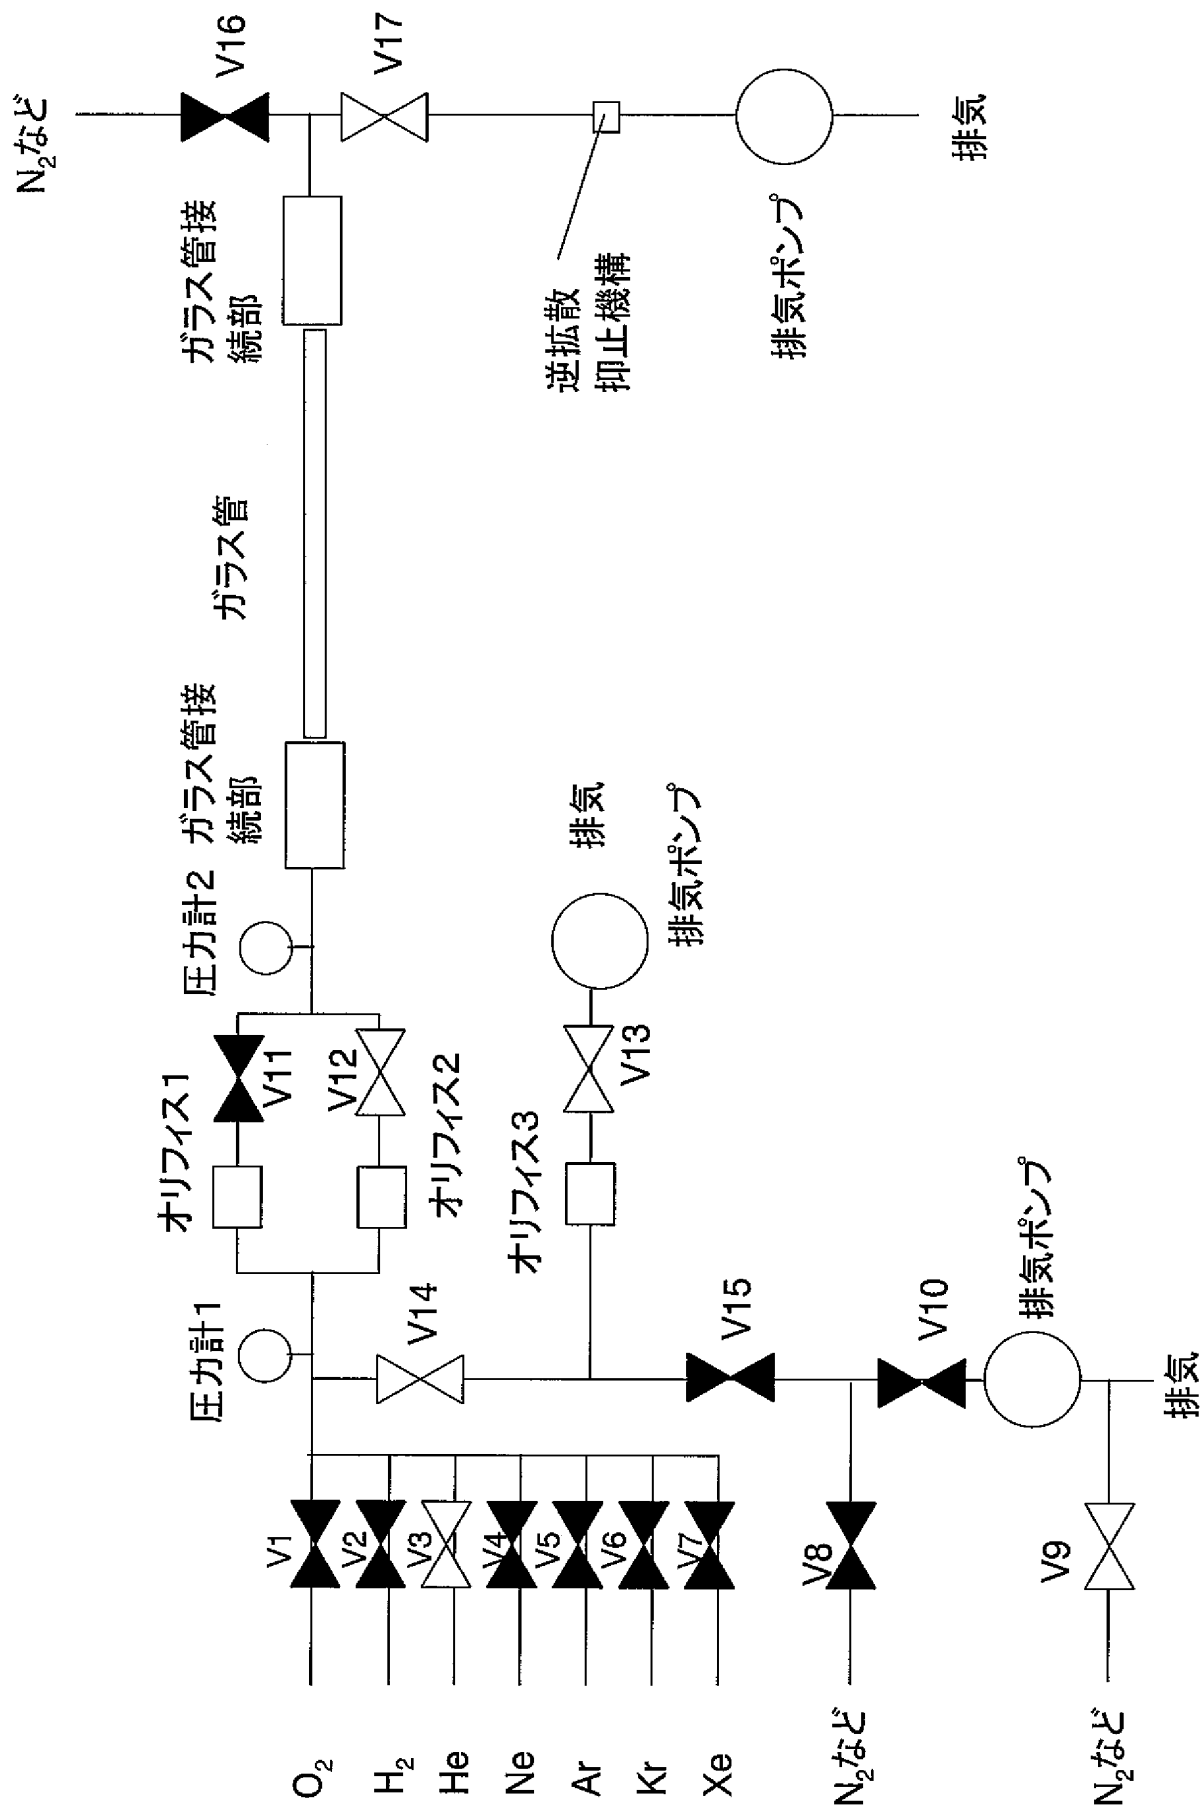 N₂など
V16
V17
ガラス管接
続部
ガラス管
ガラス管接
続部
圧力計2
オリフィス1
V11
V12
オリフィス2
圧力計1
V14
逆拡散
抑止機構
排気ポンプ
排気
排気
排気ポンプ
V13
オリフィス3
V15
V10
排気ポンプ
排気
V1
V2
V3
V4
V5
V6
V7
V8
V9
O₂
H₂
He
Ne
Ar
Kr
Xe
N₂など
N₂など